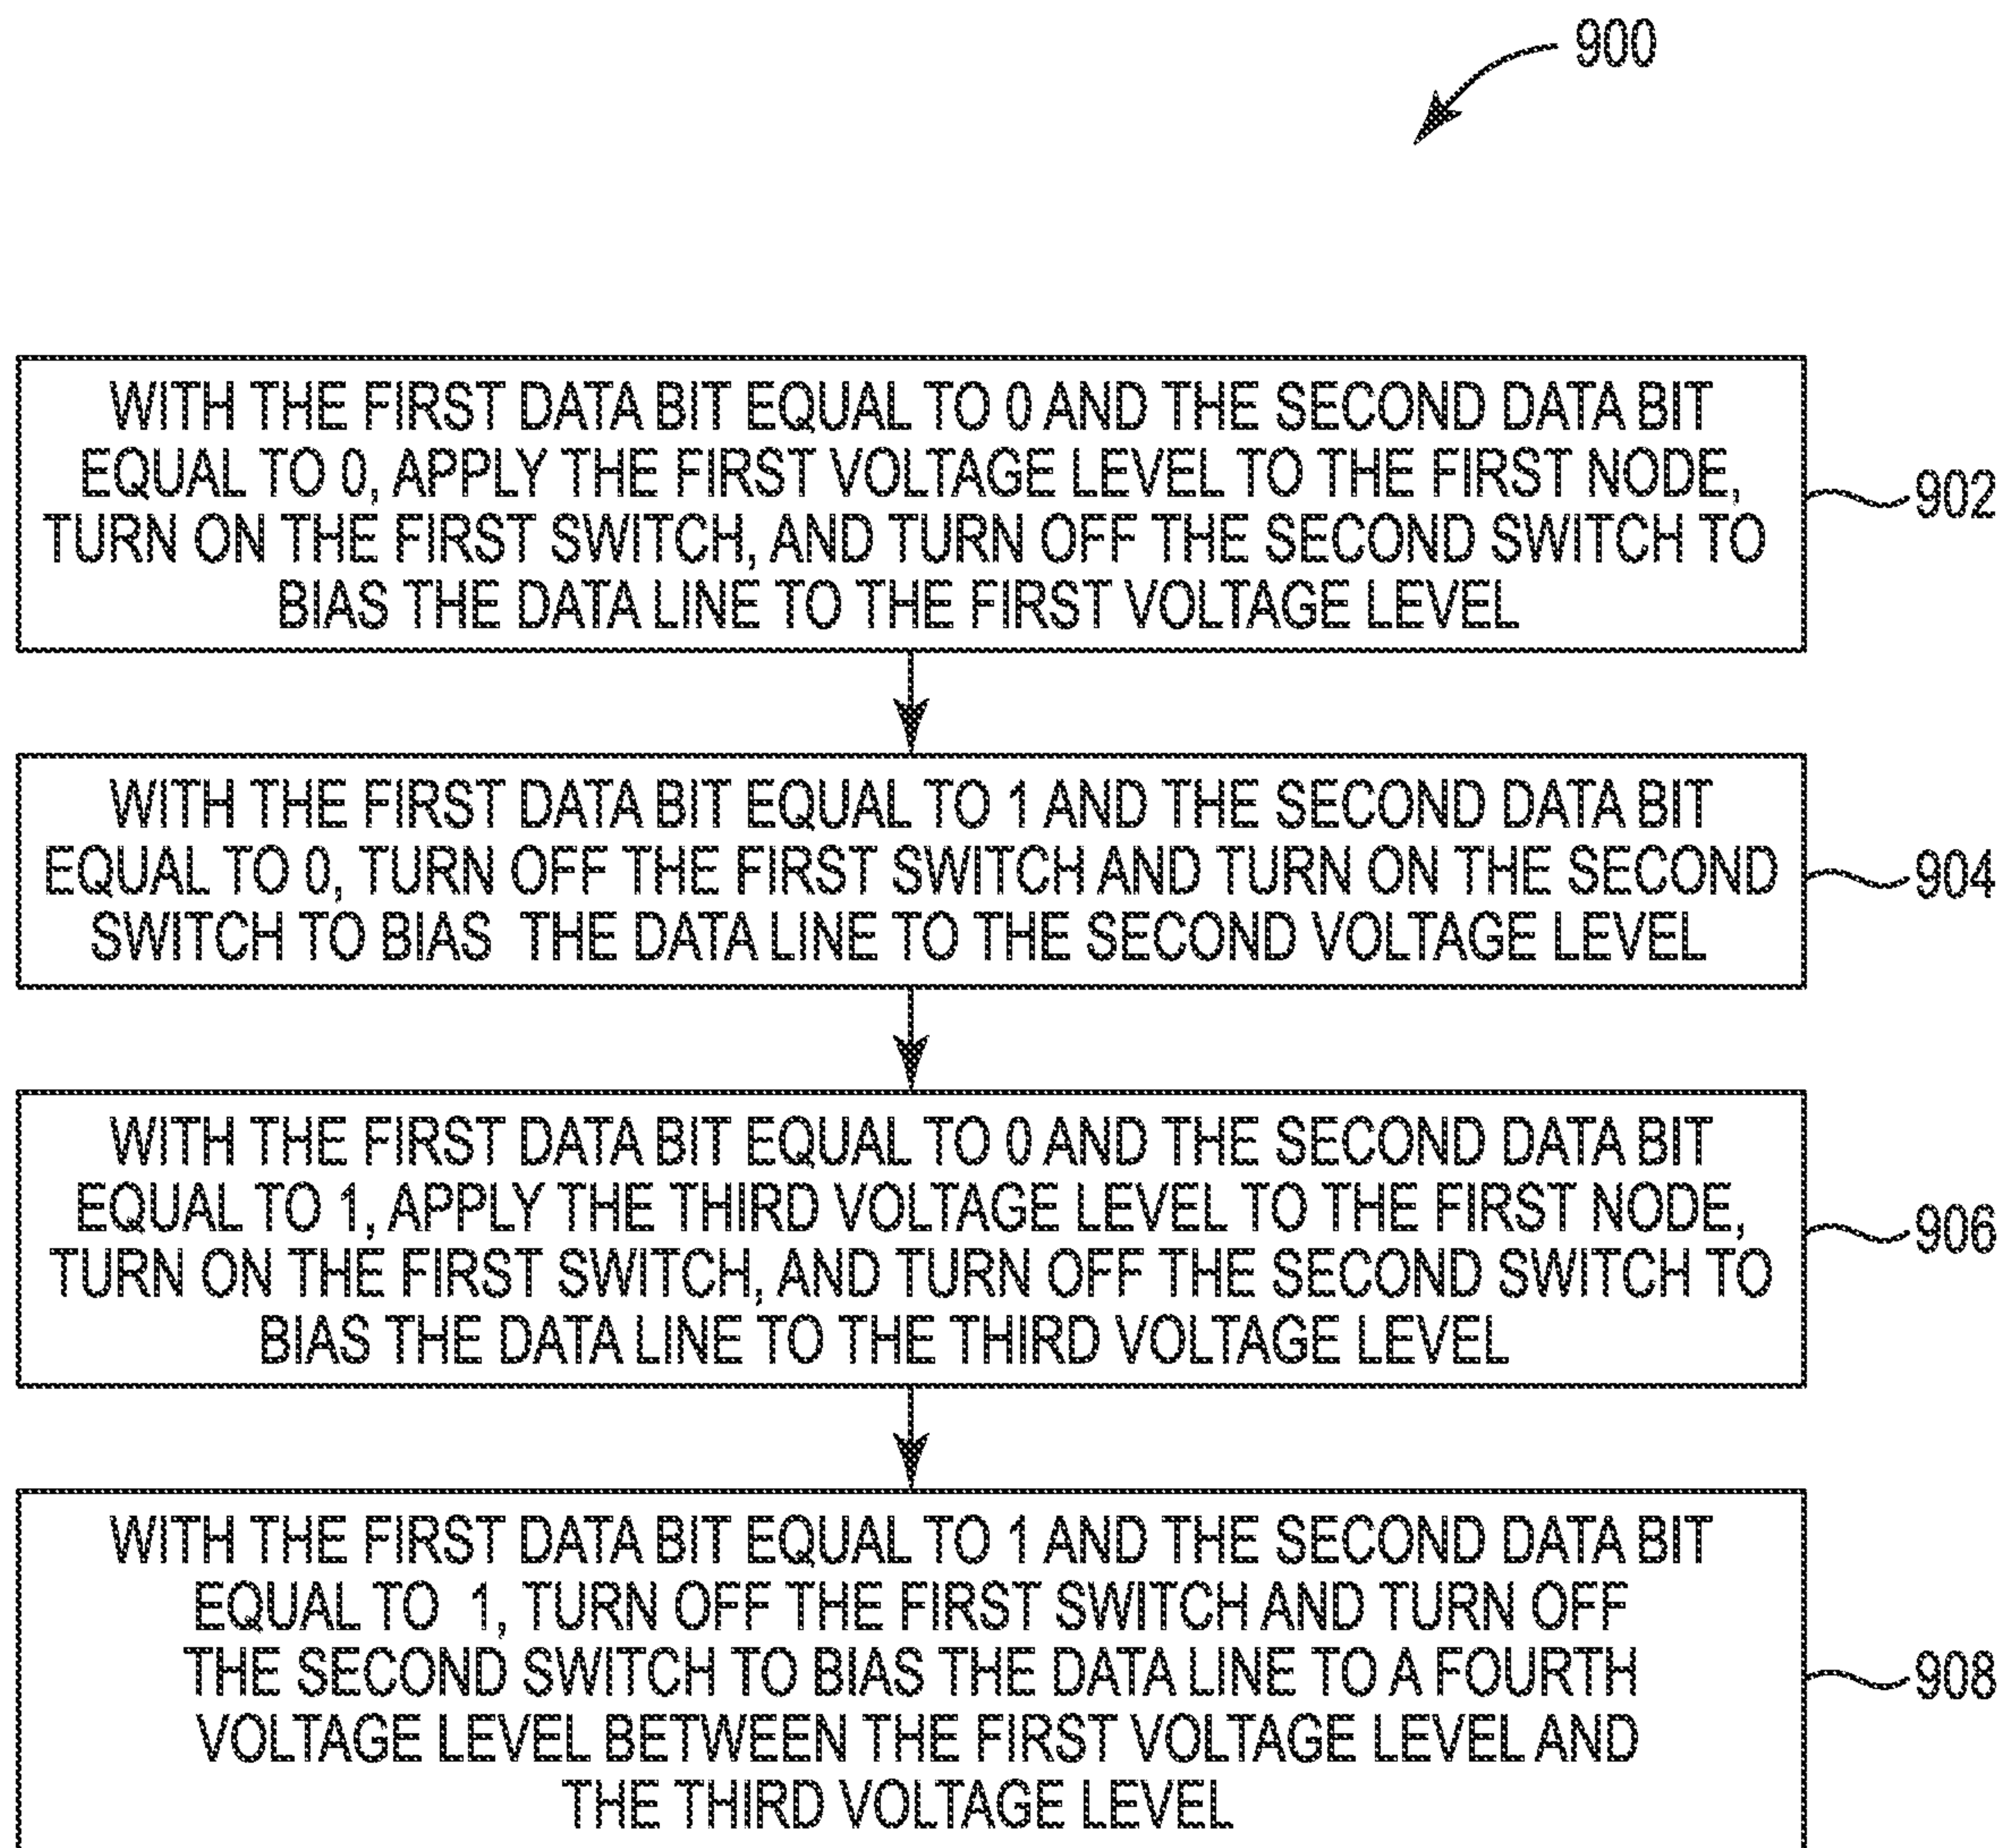 900
WITH THE FIRST DATA BIT EQUAL TO 0 AND THE SECOND DATA BIT
EQUAL TO 0, APPLY THE FIRST VOLTAGE LEVEL TO THE FIRST NODE,
TURN ON THE FIRST SWITCH, AND TURN OFF THE SECOND SWITCH TO
BIAS THE DATA LINE TO THE FIRST VOLTAGE LEVEL
902
WITH THE FIRST DATA BIT EQUAL TO 1 AND THE SECOND DATA BIT
EQUAL TO 0, TURN OFF THE FIRST SWITCH AND TURN ON THE SECOND
SWITCH TO BIAS THE DATA LINE TO THE SECOND VOLTAGE LEVEL
904
WITH THE FIRST DATA BIT EQUAL TO 0 AND THE SECOND DATA BIT
EQUAL TO 1, APPLY THE THIRD VOLTAGE LEVEL TO THE FIRST NODE,
TURN ON THE FIRST SWITCH, AND TURN OFF THE SECOND SWITCH TO
BIAS THE DATA LINE TO THE THIRD VOLTAGE LEVEL
906
WITH THE FIRST DATA BIT EQUAL TO 1 AND THE SECOND DATA BIT
EQUAL TO 1, TURN OFF THE FIRST SWITCH AND TURN OFF
THE SECOND SWITCH TO BIAS THE DATA LINE TO A FOURTH
VOLTAGE LEVEL BETWEEN THE FIRST VOLTAGE LEVEL AND
THE THIRD VOLTAGE LEVEL
908